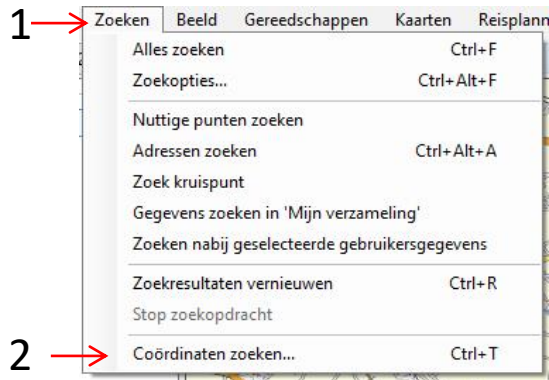 1 Zoeken Beeld Gereedschappen Kaarten Reisplann
Alles zoeken Ctrl+F
Zoekopties... Ctrl+Alt+F
Nuttige punten zoeken
Adressen zoeken Ctrl+Alt+A
Zoek kruispunt
Gegevens zoeken in 'Mijn verzameling'
Zoeken nabij geselecteerde gebruikersgegevens
Zoekresultaten vernieuwen Ctrl+R
Stop zoekopdracht
2 Coördinaten zoeken... Ctrl+T